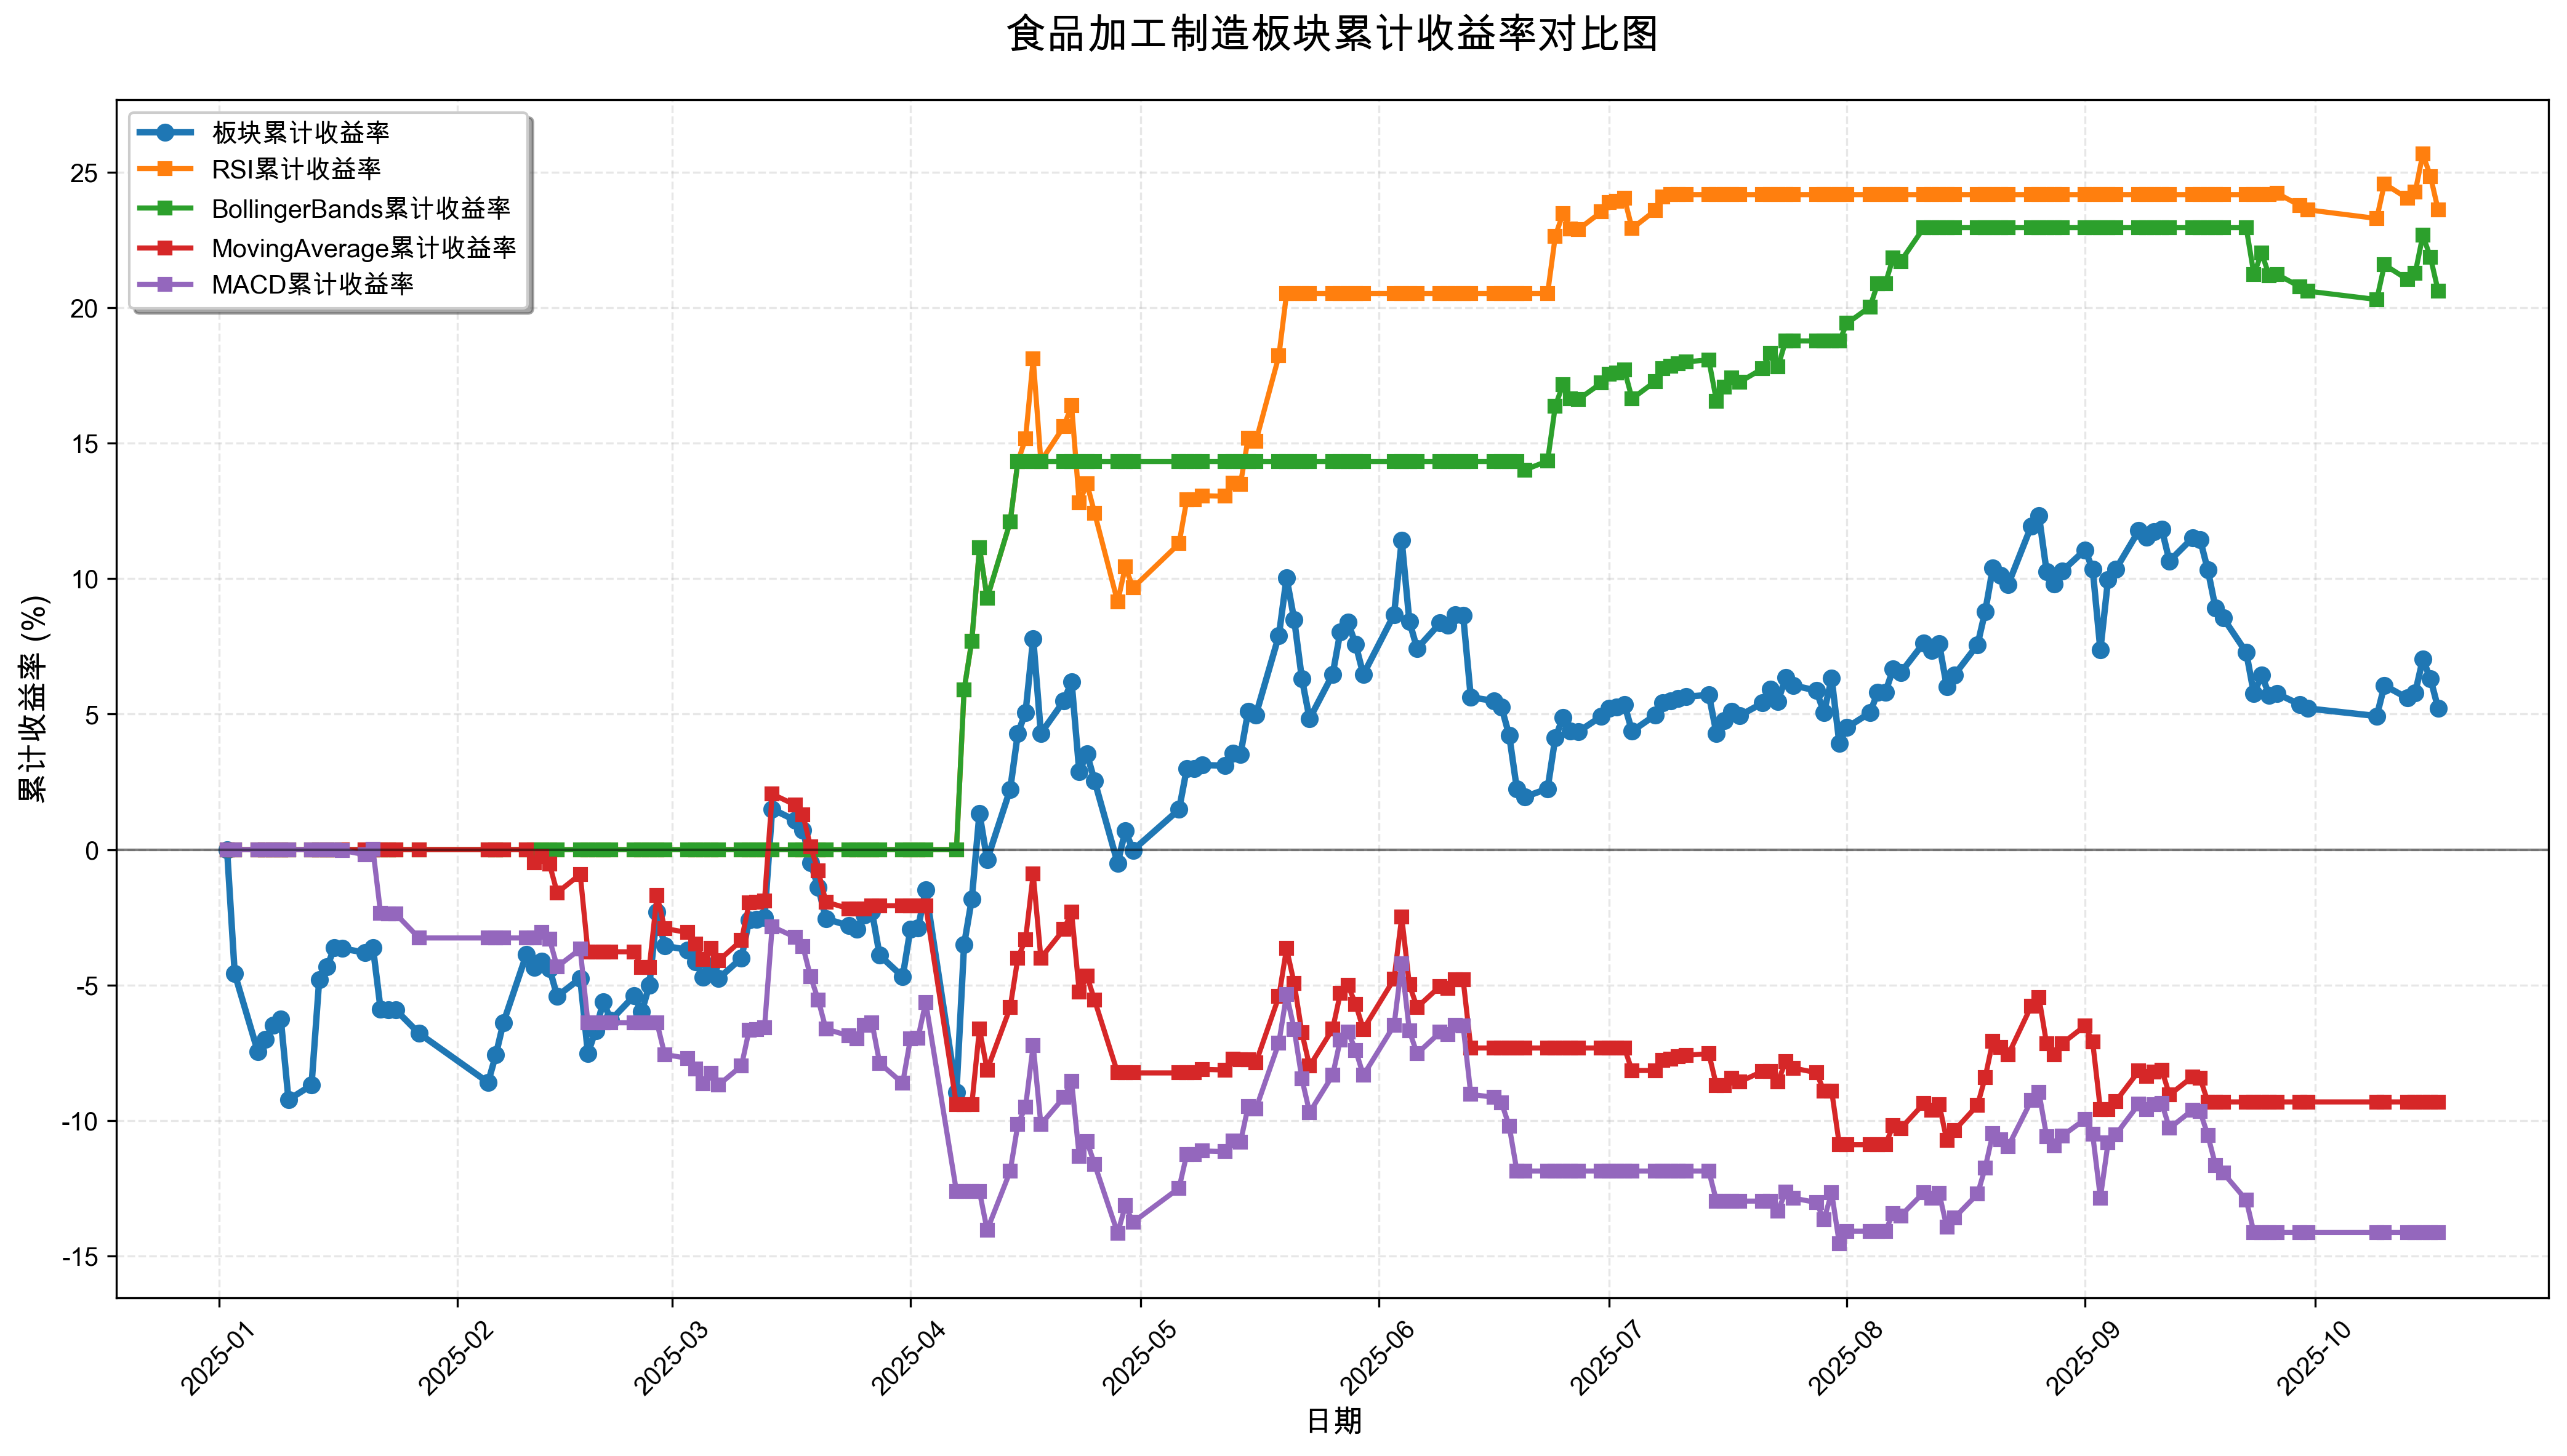 食品加工制造板块累计收益率对比图
板块累计收益率
RSI累计收益率
BollingerBands累计收益率
MovingAverage累计收益率
MACD累计收益率
累计收益率 (%)
25
20
15
10
5
0
-5
-10
-15
2025-01
2025-02
2025-03
2025-04
2025-05
2025-06
2025-07
2025-08
2025-09
2025-10
日期